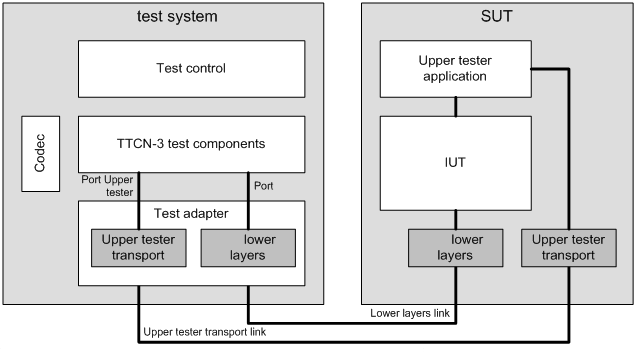 test system
Test control
Codec
TTCN-3 test components
Port Upper
tester
Port
Test adapter
Upper tester
transport
lower
layers
SUT
Upper tester
application
IUT
lower
layers
Upper tester
transport
Lower layers link
Upper tester transport link